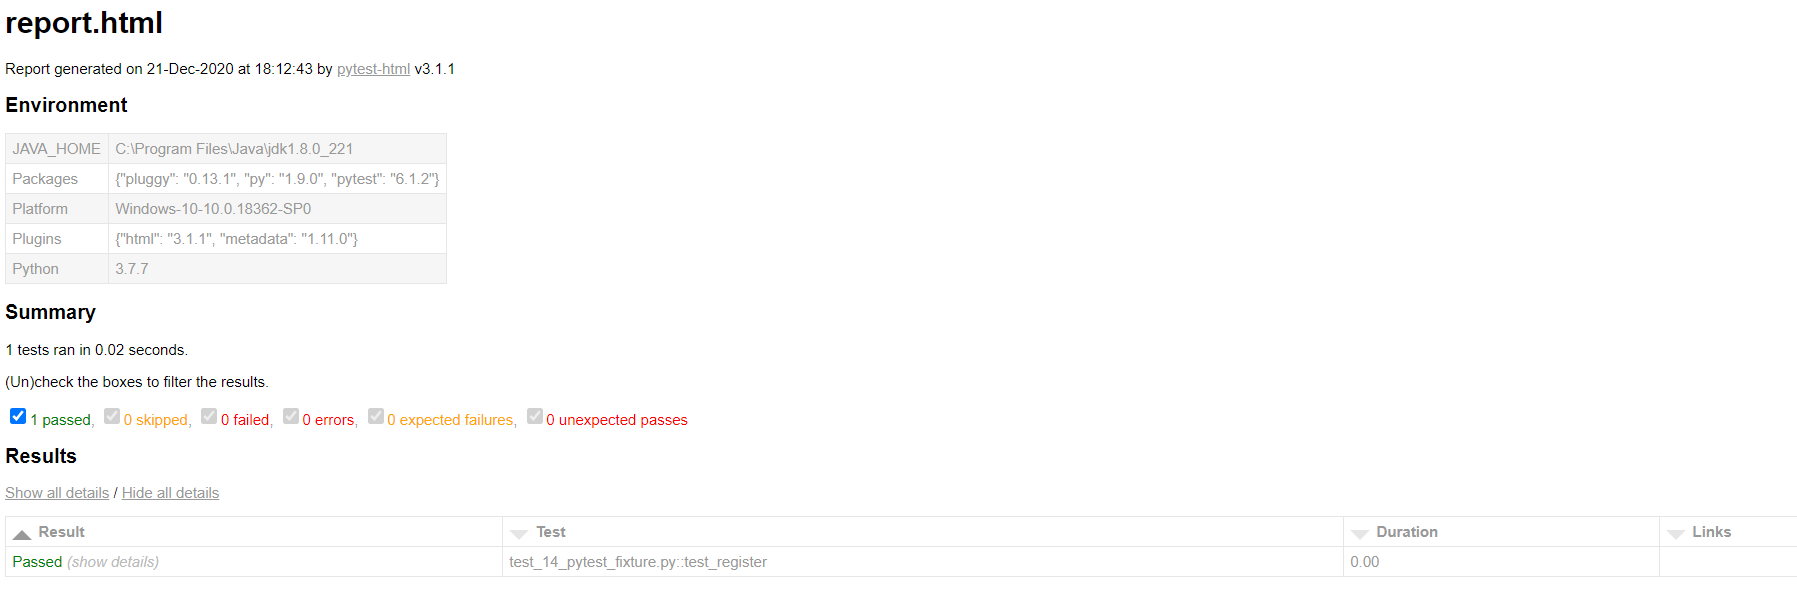 report.html
Report generated on 21-Dec-2020 at 18:12:43 by pytest-html v3.1.1
Environment
JAVA_HOME C:\Program Files\Java\jdk1.8.0_221
Packages {"pluggy": "0.13.1", "py": "1.9.0", "pytest": "6.1.2"}
Platform Windows-10-10.0.18362-SP0
Plugins {"html": "3.1.1", "metadata": "1.11.0"}
Python 3.7.7
Summary
1 tests ran in 0.02 seconds.
(Un)check the boxes to filter the results.
1 passed, 0 skipped, 0 failed, 0 errors, 0 expected failures, 0 unexpected passes
Results
Show all details / Hide all details
Result Test Duration Links
Passed (show details) test_14_pytest_fixture.py::test_register 0.00